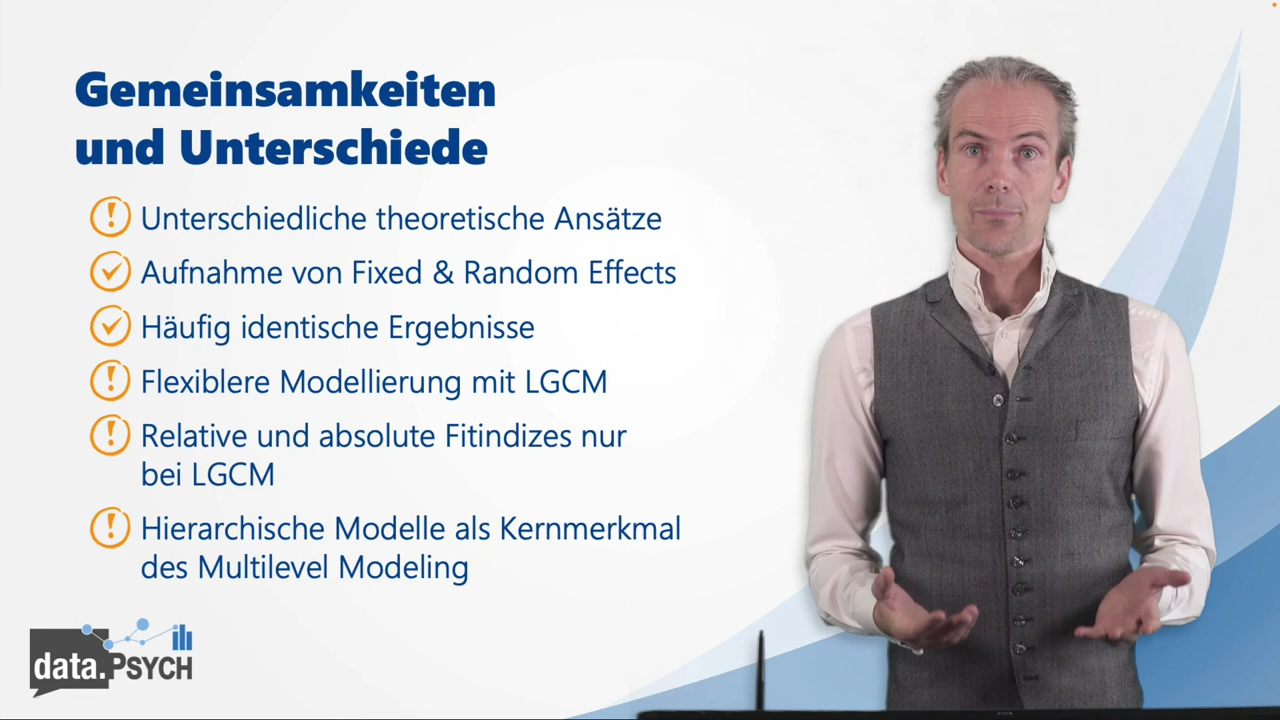 Gemeinsamkeiten
und Unterschiede
Unterschiedliche theoretische Ansätze
Aufnahme von Fixed & Random Effects
Häufig identische Ergebnisse
Flexiblere Modellierung mit LGCM
Relative und absolute Fitindizes nur
bei LGCM
Hierarchische Modelle als Kernmerkmal
des Multilevel Modeling
data.PSYCH